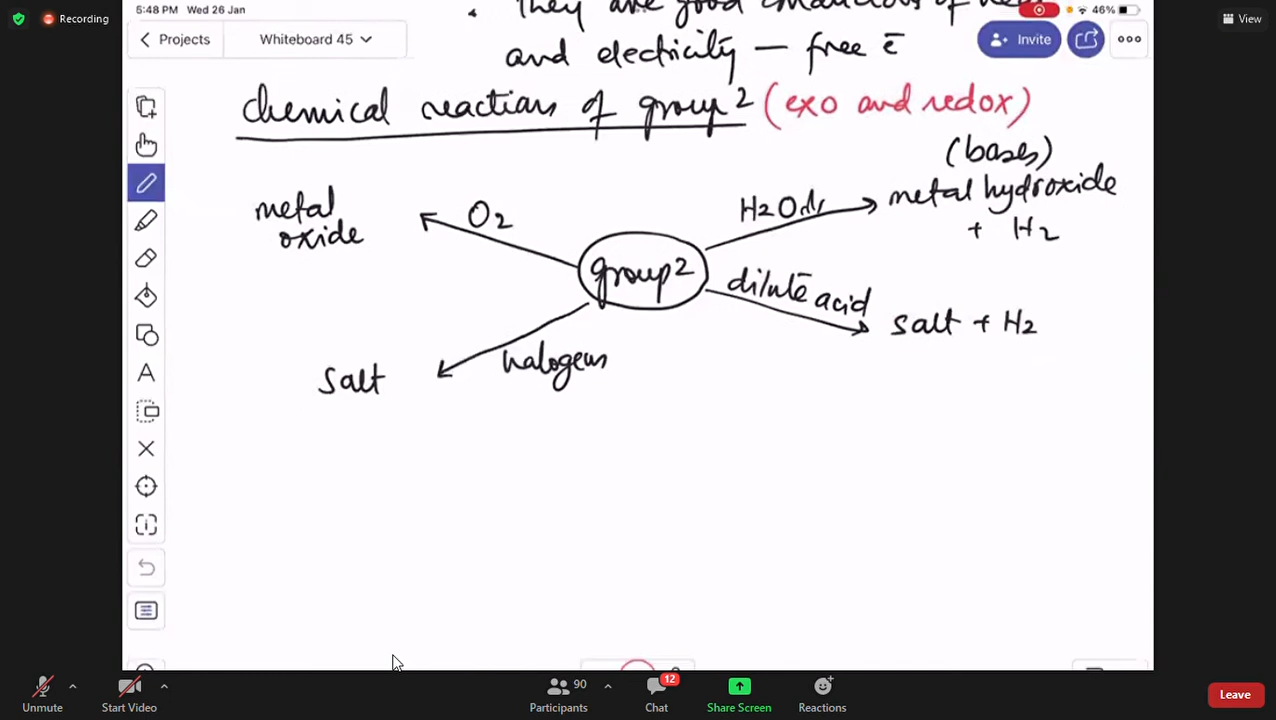 5:48 PM Wed 26 Jan
46%
Recording
View
Projects
Whiteboard 45
Invite
• They are good of
and electricity — free ē
chemical reactions of group 2 (exo and redox)
(bases)
metal oxide
O2
H2O
metal hydroxide
+ H2
group 2
dilute acid
salt + H2
halogens
salt
Unmute
Start Video
90
Participants
12
Chat
Share Screen
Reactions
Leave